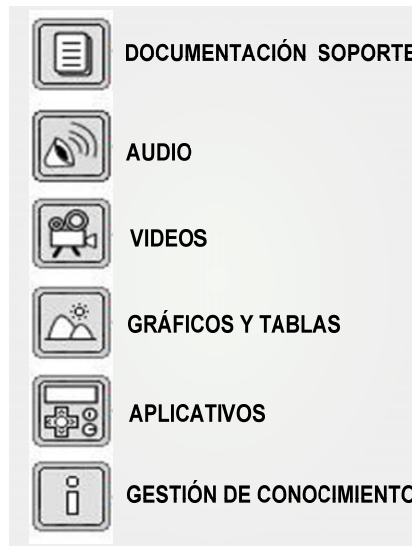 DOCUMENTACIÓN SOPORTE
AUDIO
VIDEOS
GRÁFICOS Y TABLAS
APLICATIVOS
GESTIÓN DE CONOCIMIENTO